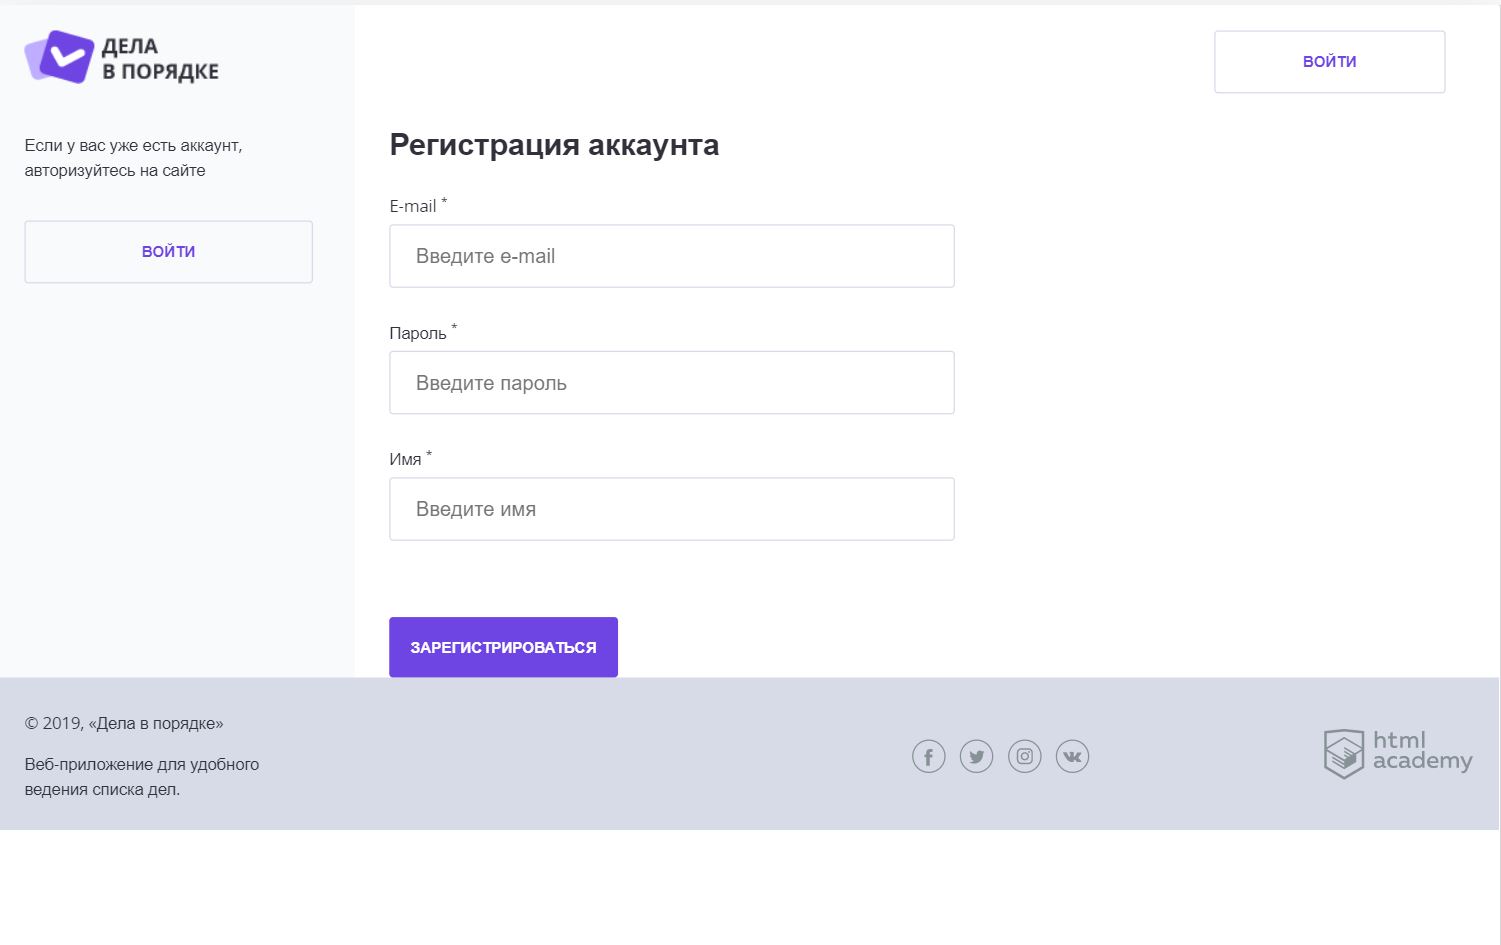 ДЕЛА
В ПОРЯДКЕ
ВОЙТИ
Если у вас уже есть аккаунт,
авторизуйтесь на сайте
ВОЙТИ
Регистрация аккаунта
E-mail *
Введите e-mail
Пароль *
Введите пароль
Имя *
Введите имя
ЗАРЕГИСТРИРОВАТЬСЯ
© 2019, «Дела в порядке»
Веб-приложение для удобного
ведения списка дел.
html
academy